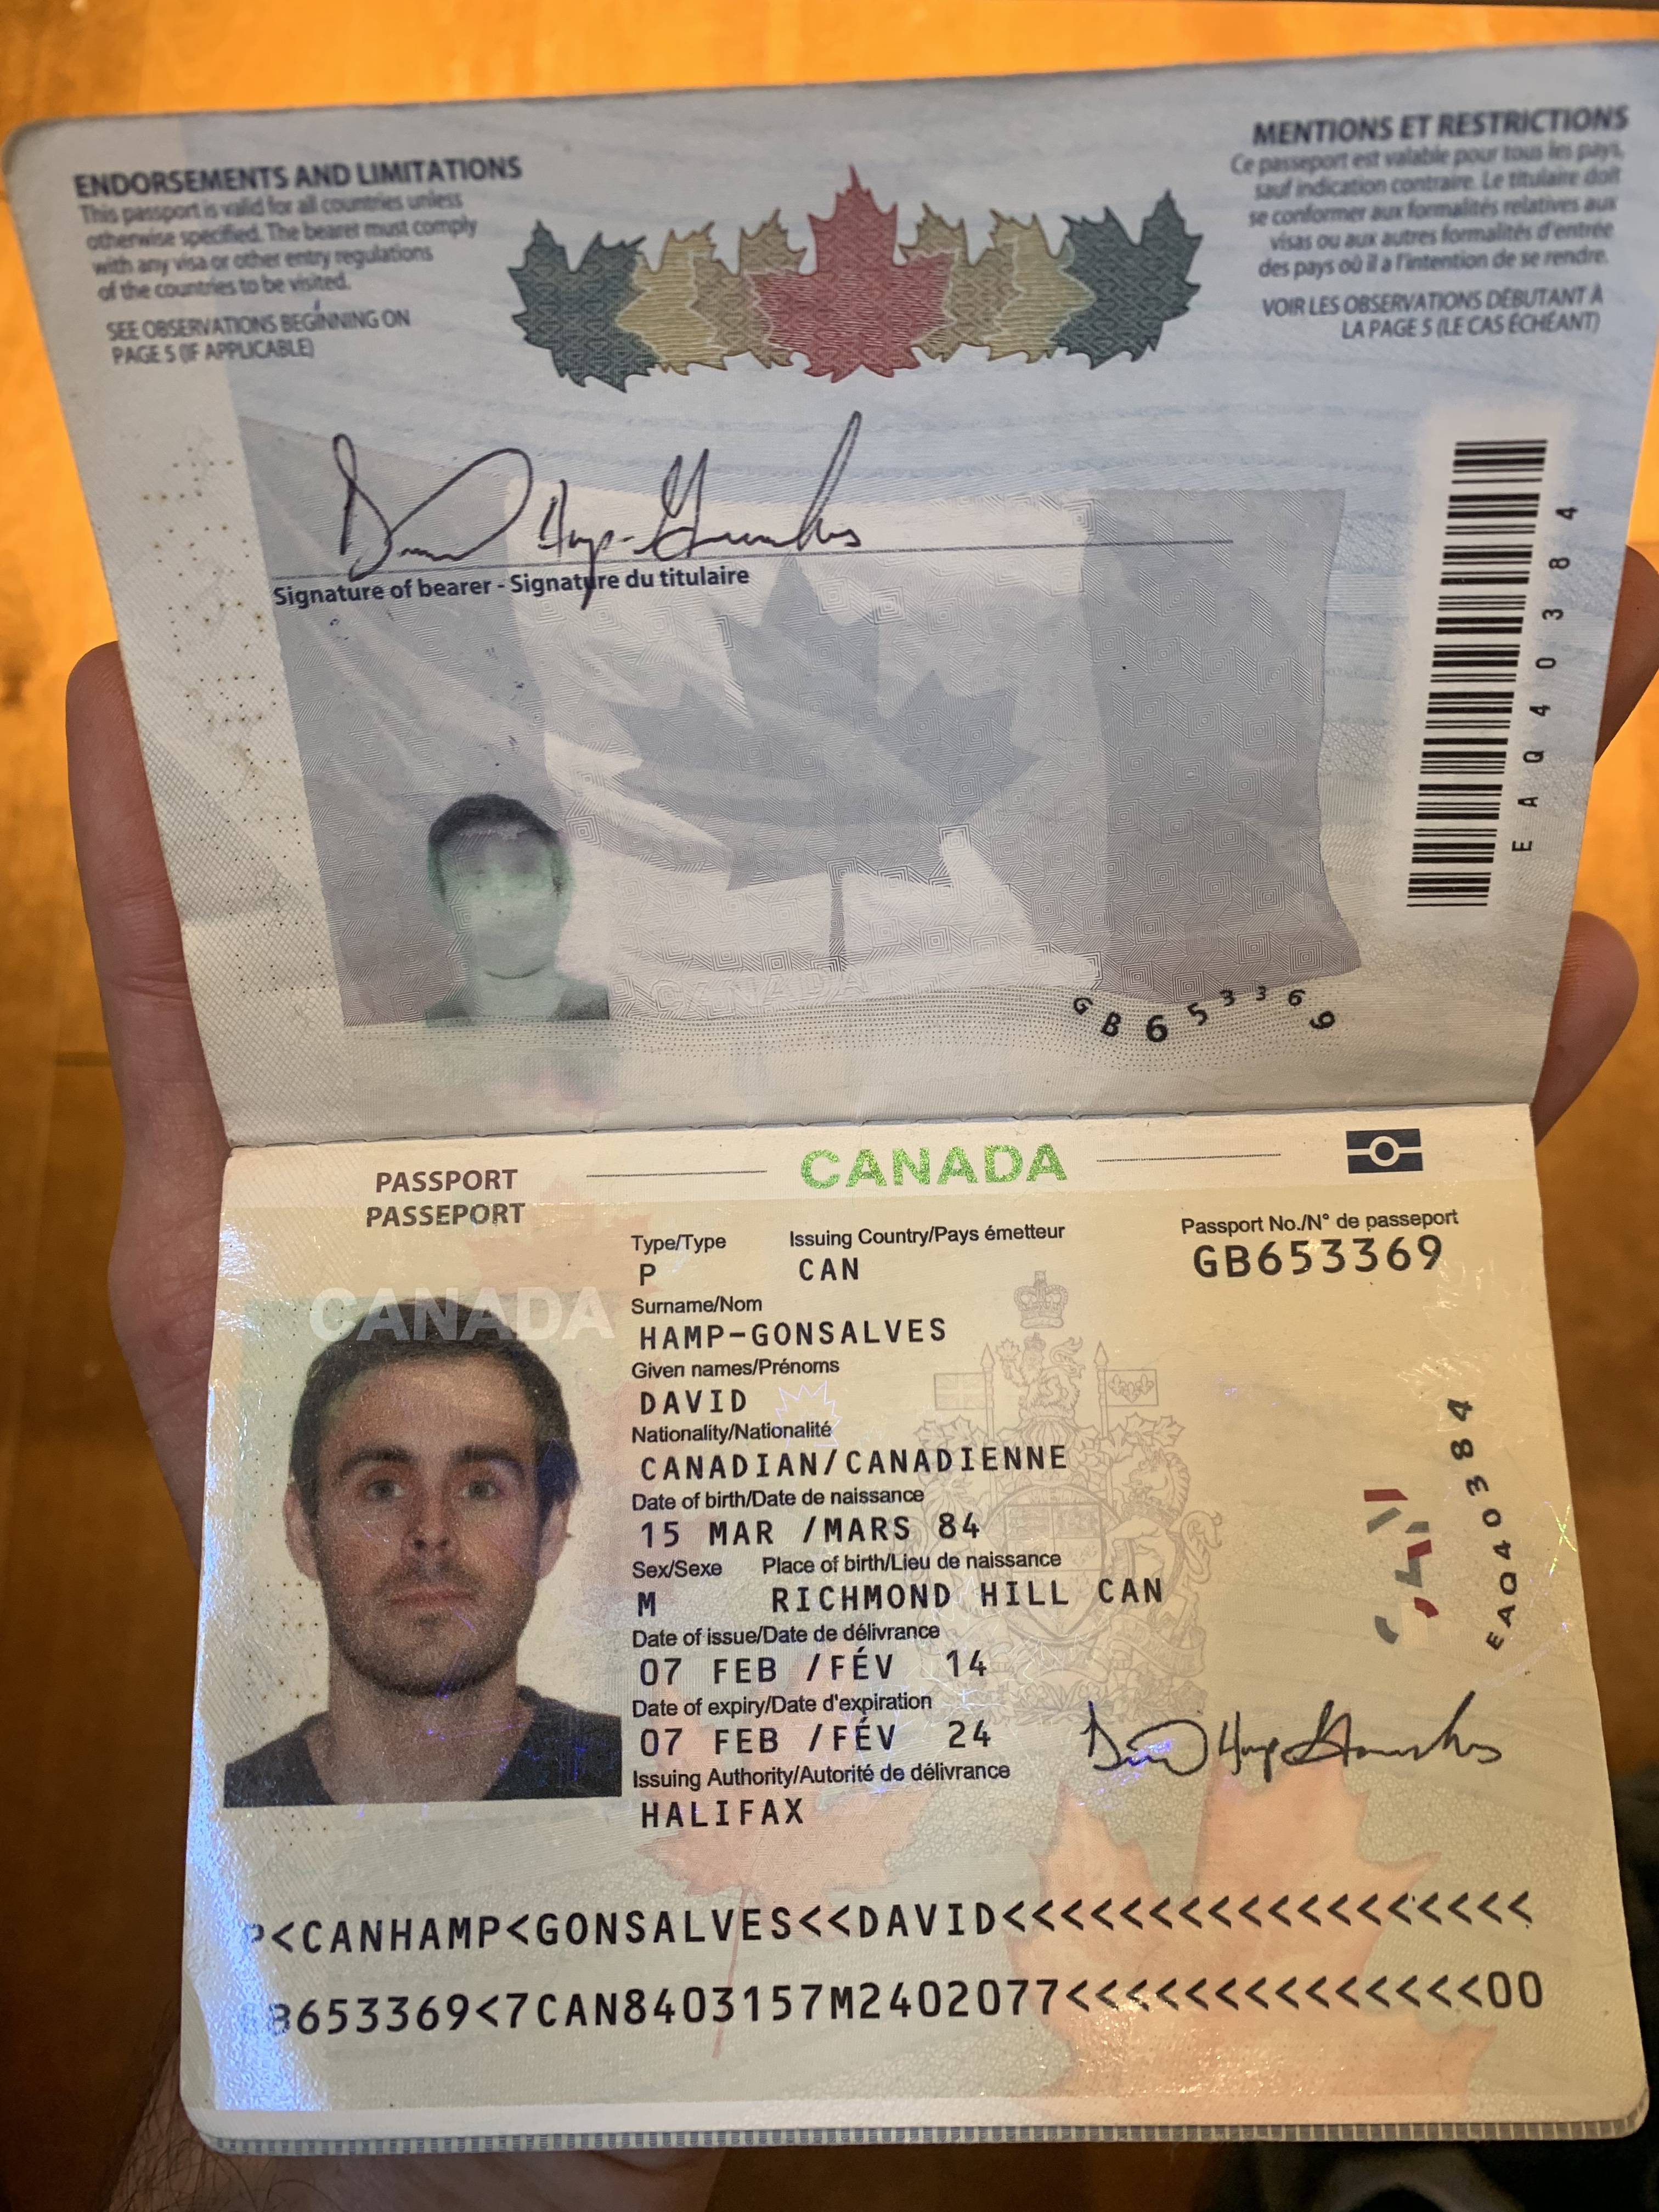 ENDORSEMENTS AND LIMITATIONS
This passport is valid for all countries unless
otherwise specified. The bearer must comply
with any visa or other entry regulations
of the countries to be visited.
SEE OBSERVATIONS BEGINNING ON
PAGE 5 (IF APPLICABLE)
MENTIONS ET RESTRICTIONS
Ce passeport est valable pour tous les pays,
sauf indication contraire. Le titulaire doit
se conformer aux formalités relatives aux
visas ou aux autres formalités d'entrée
des pays où il a l'intention de se rendre.
VOIR LES OBSERVATIONS DÉBUTANT À
LA PAGE 5 (LE CAS ÉCHÉANT)
Signature of bearer - Signature du titulaire
EAQ40384
CANADA
GB653369
PASSPORT
PASSEPORT
CANADA
CANADA
Type/Type Issuing Country/Pays émetteur Passport No./N° de passeport
P CAN GB653369
Surname/Nom
HAMP-GONSALVES
Given names/Prénoms
DAVID
Nationality/Nationalité
CANADIAN/CANADIENNE
Date of birth/Date de naissance
15 MAR /MARS 84
Sex/Sexe Place of birth/Lieu de naissance
M RICHMOND HILL CAN
Date of issue/Date de délivrance
07 FEB /FÉV 14
Date of expiry/Date d'expiration
07 FEB /FÉV 24
Issuing Authority/Autorité de délivrance
HALIFAX
EAQ40384
P<CANHAMP<GONSALVES<<DAVID<<<<<<<<<<<<<<<<<<
GB653369<7CAN8403157M2402077<<<<<<<<<<<<<<00